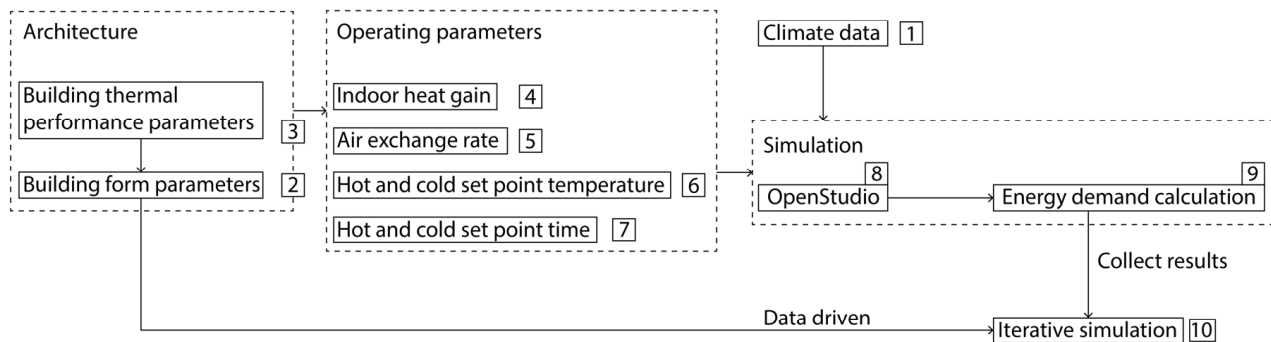 Architecture
Building thermal
performance parameters
3
Building form parameters
2
Operating parameters
Indoor heat gain
4
Air exchange rate
5
Hot and cold set point temperature
6
Hot and cold set point time
7
Climate data
1
Simulation
8
OpenStudio
9
Energy demand calculation
Collect results
Data driven
Iterative simulation
10